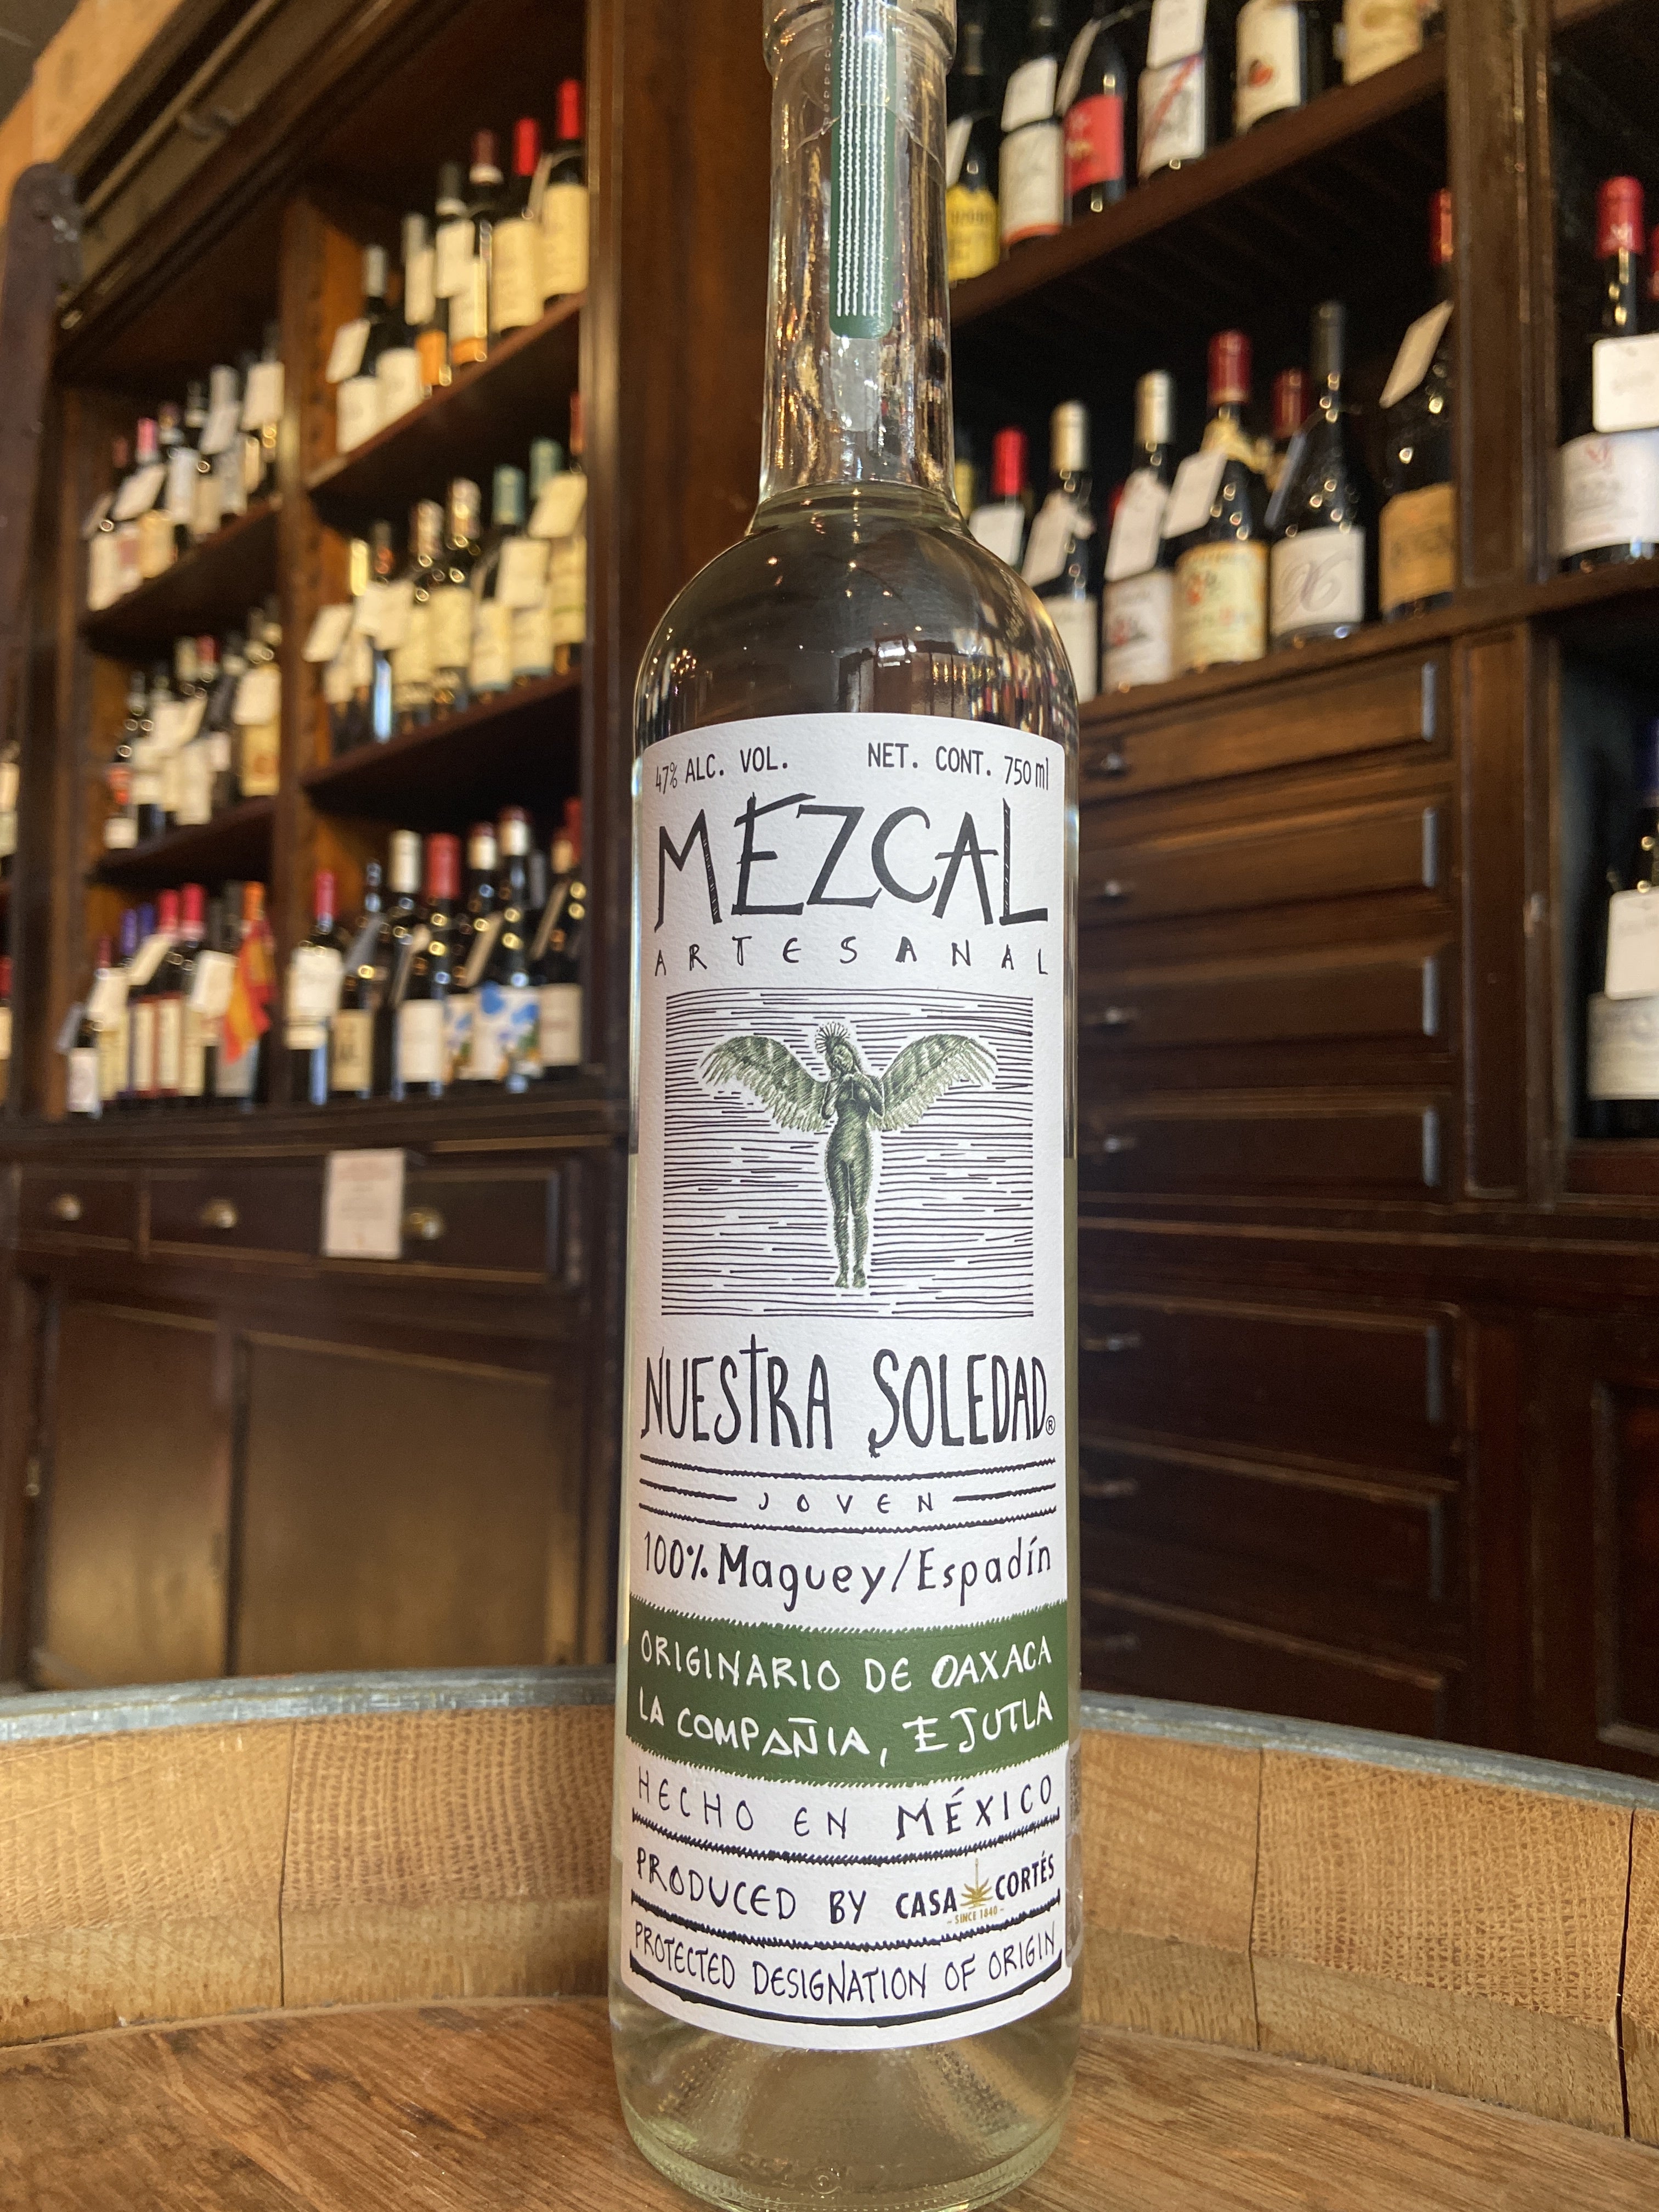 47% ALC. VOL. NET. CONT. 750 ml
MEZCAL
ARTESANAL
NUESTRA SOLEDAD®
JOVEN
100% Maguey/Espadín
ORIGINARIO DE OAXACA
LA COMPAÑIA, EJUTLA
HECHO EN MÉXICO
PRODUCED BY CASA CORTÉS
- SINCE 1840 -
PROTECTED DESIGNATION OF ORIGIN